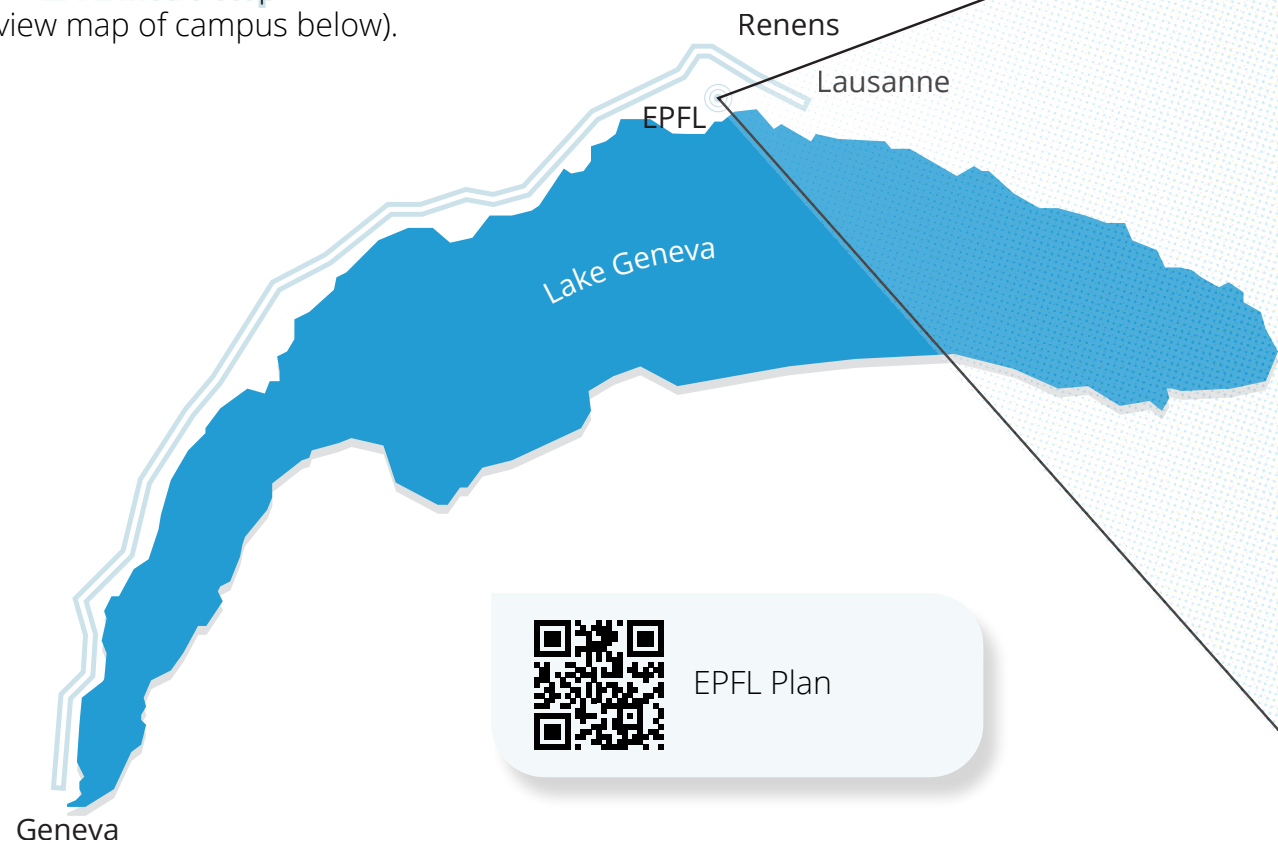 view map of campus below).
Renens
Lausanne
EPFL
Lake Geneva
EPFL Plan
Geneva